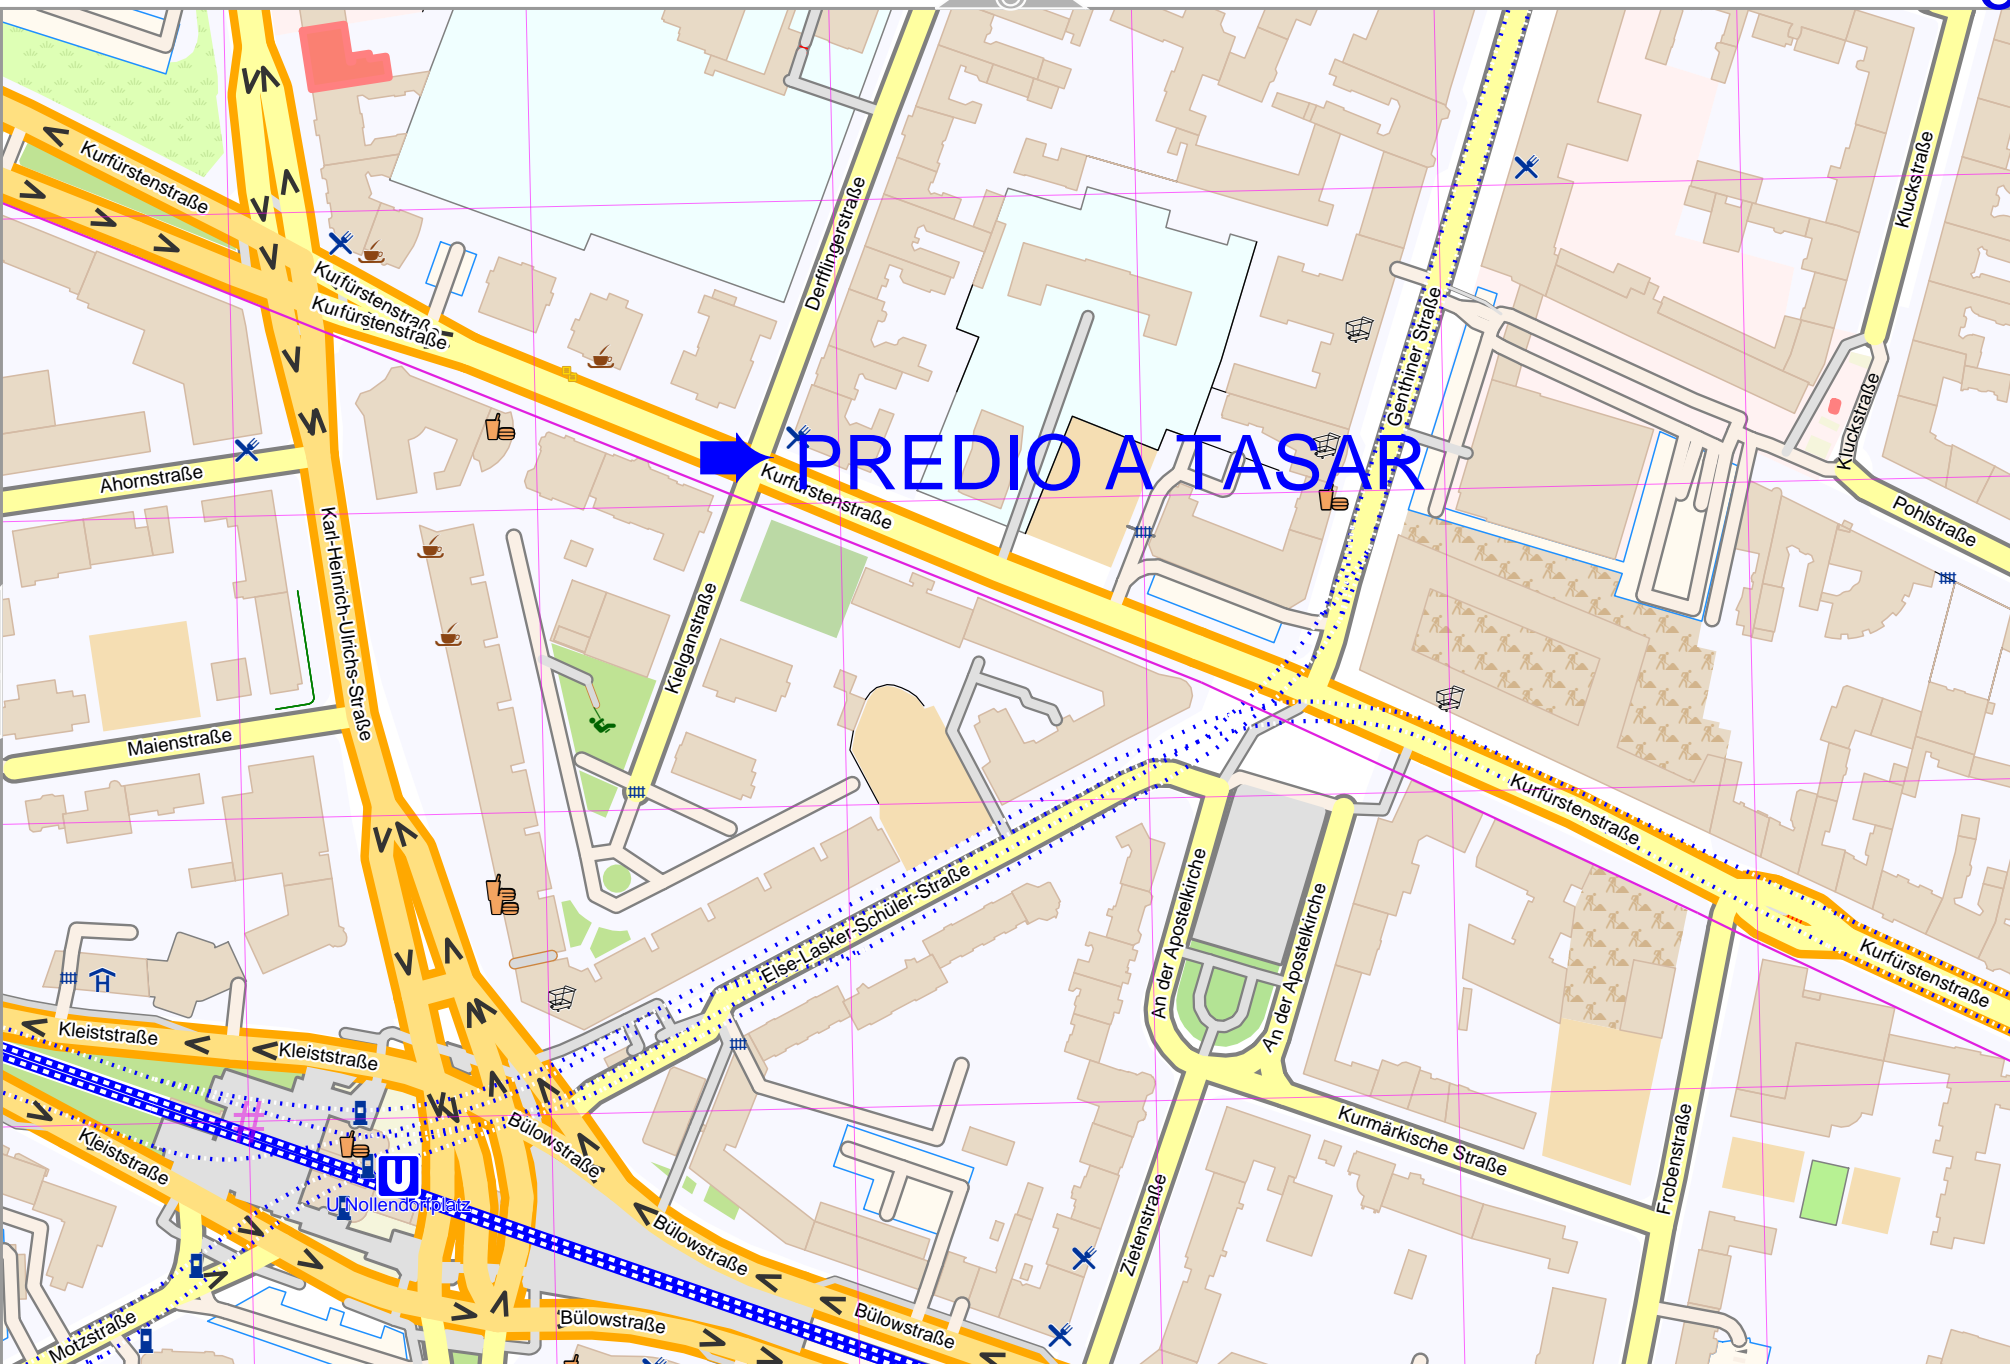 Kurfürstenstraße
Kluckstraße
Derfflingerstraße
Kurfürstenstraße
Kurfürstenstraße
Genthiner Straße
Kluckstraße
PREDIO A TASAR
Ahornstraße
Kurfürstenstraße
Pohlstraße
Karl-Heinrich-Ulrichs-Straße
Kielganstraße
Maienstraße
Kurfürstenstraße
Else-Lasker-Schüler-Straße
An der Apostelkirche
An der Apostelkirche
Kurfürstenstraße
Kleiststraße
Kleiststraße
Bülowstraße
Kurmärkische Straße
Frobenstraße
Kleiststraße
U
U Nollendorfplatz
Zietenstraße
Bülowstraße
Bülowstraße
Bülowstraße
Motzstraße